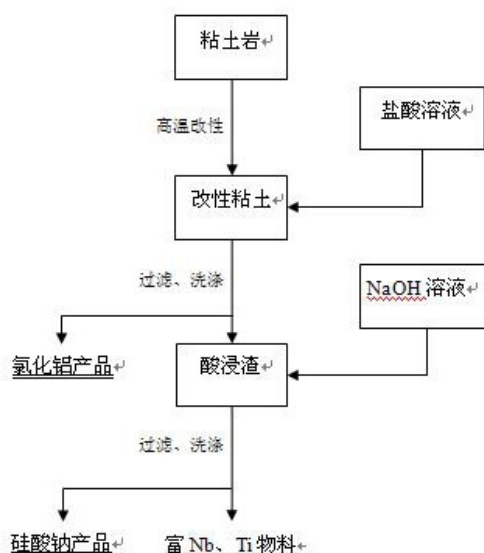 粘土岩
高温改性
盐酸溶液
改性粘土
过滤、洗涤
NaOH 溶液
氯化铝产品
酸浸渣
过滤、洗涤
硅酸钠产品
富 Nb、Ti 物料